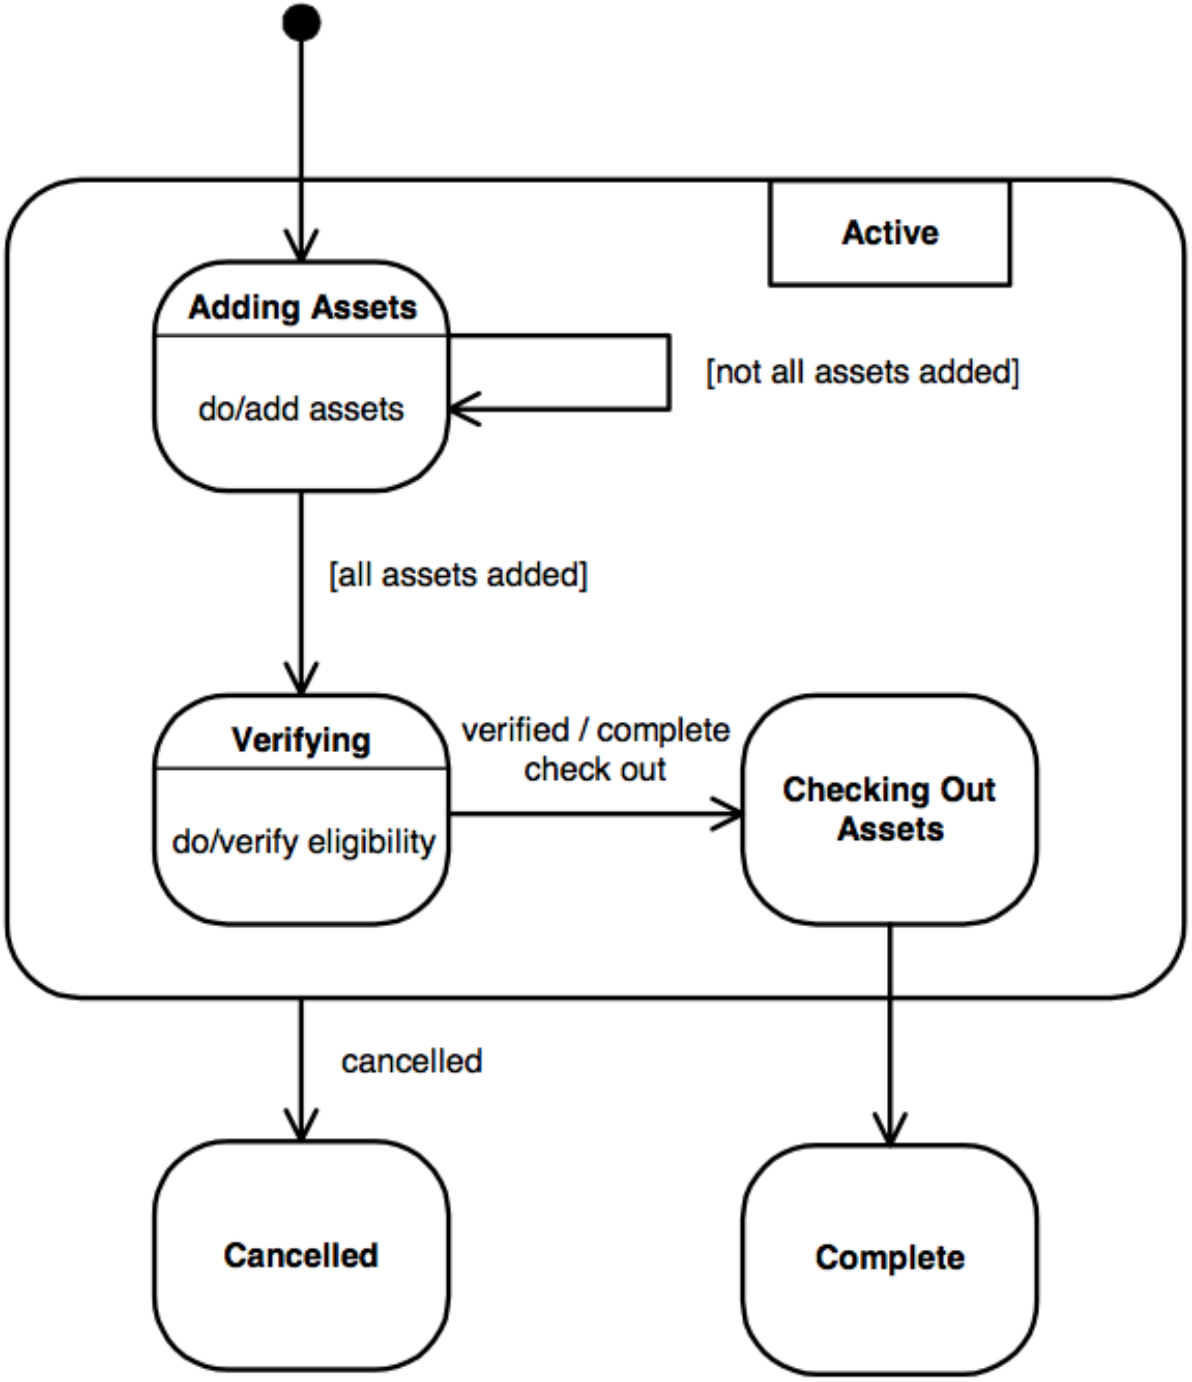 Active
Adding Assets
do/add assets
[not all assets added]
[all assets added]
Verifying
do/verify eligibility
verified / complete
check out
Checking Out
Assets
cancelled
Cancelled
Complete